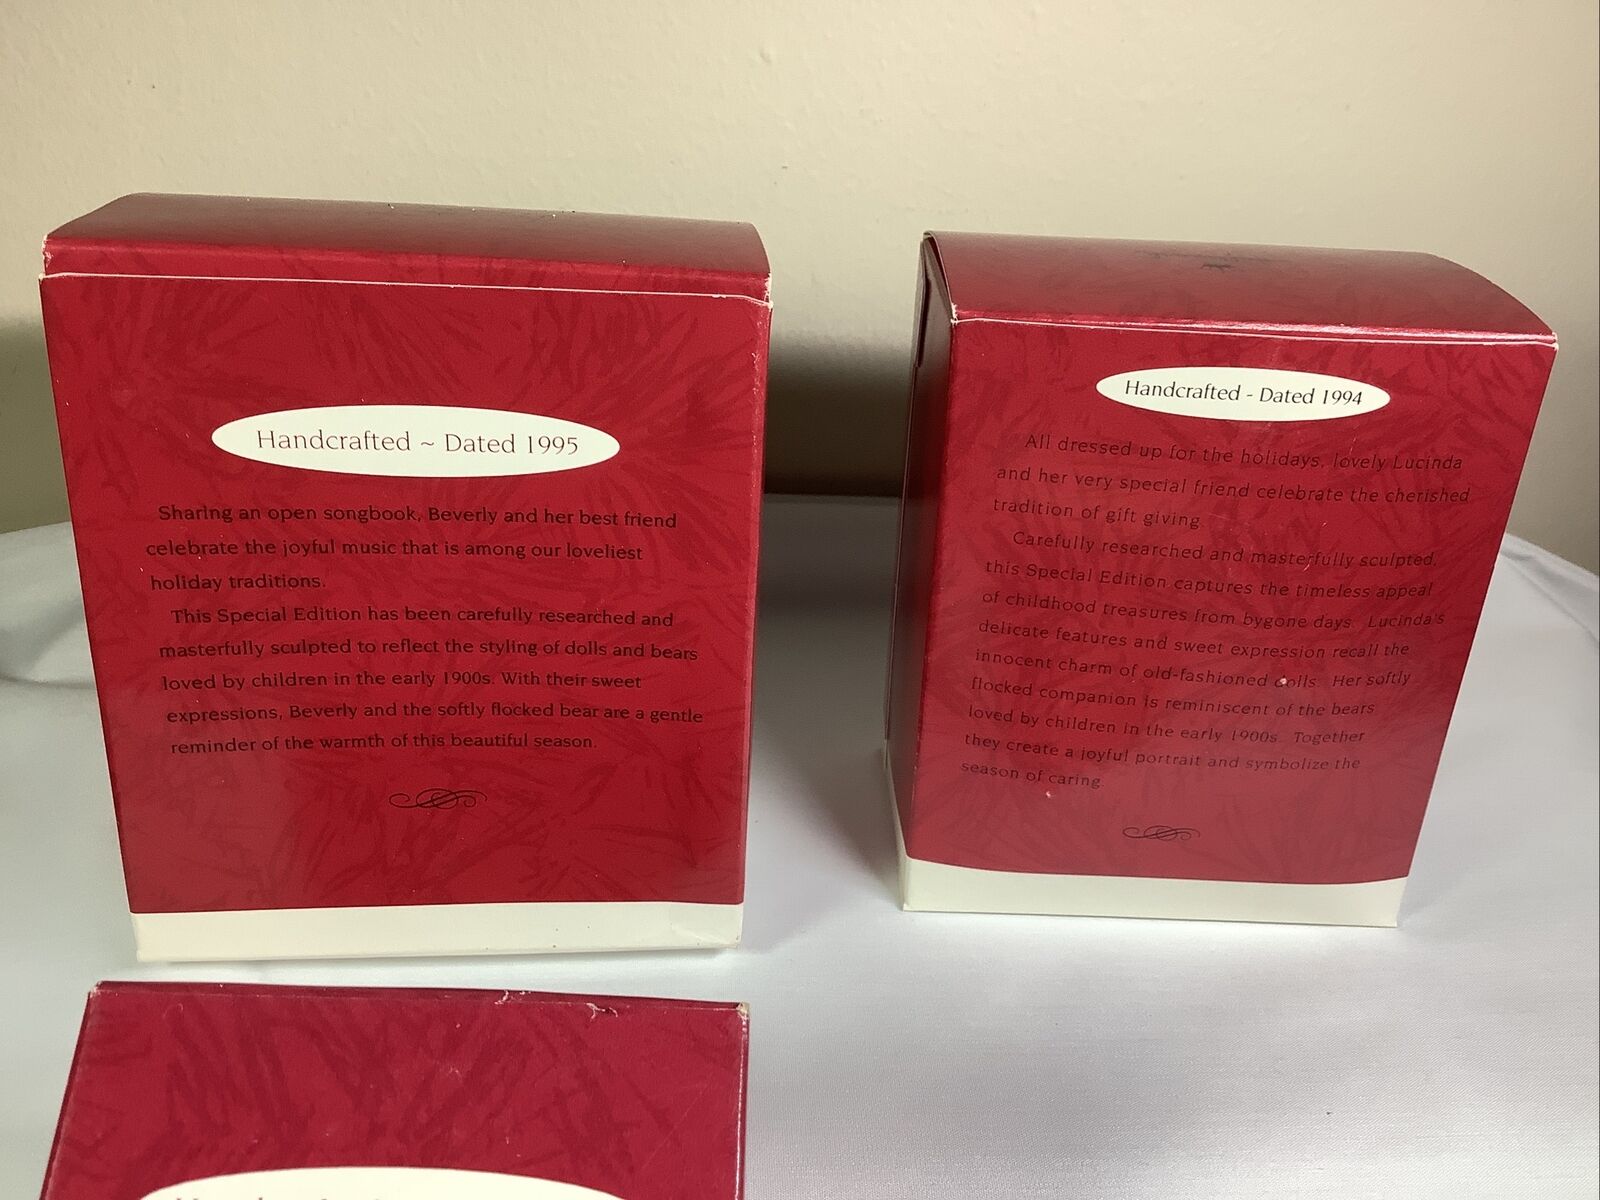 Handcrafted ~ Dated 1995
Sharing an open songbook, Beverly and her best friend
celebrate the joyful music that is among our loveliest
holiday traditions.
This Special Edition has been carefully researched and
masterfully sculpted to reflect the styling of dolls and bears
loved by children in the early 1900s. With their sweet
expressions, Beverly and the softly flocked bear are a gentle
reminder of the warmth of this beautiful season.
Handcrafted - Dated 1994
All dressed up for the holidays, lovely Lucinda
and her very special friend celebrate the cherished
tradition of gift giving.
Carefully researched and masterfully sculpted,
this Special Edition captures the timeless appeal
of childhood treasures from bygone days. Lucinda's
delicate features and sweet expression recall the
innocent charm of old-fashioned dolls. Her softly
flocked companion is reminiscent of the bears
loved by children in the early 1900s. Together
they create a joyful portrait and symbolize the
season of caring.